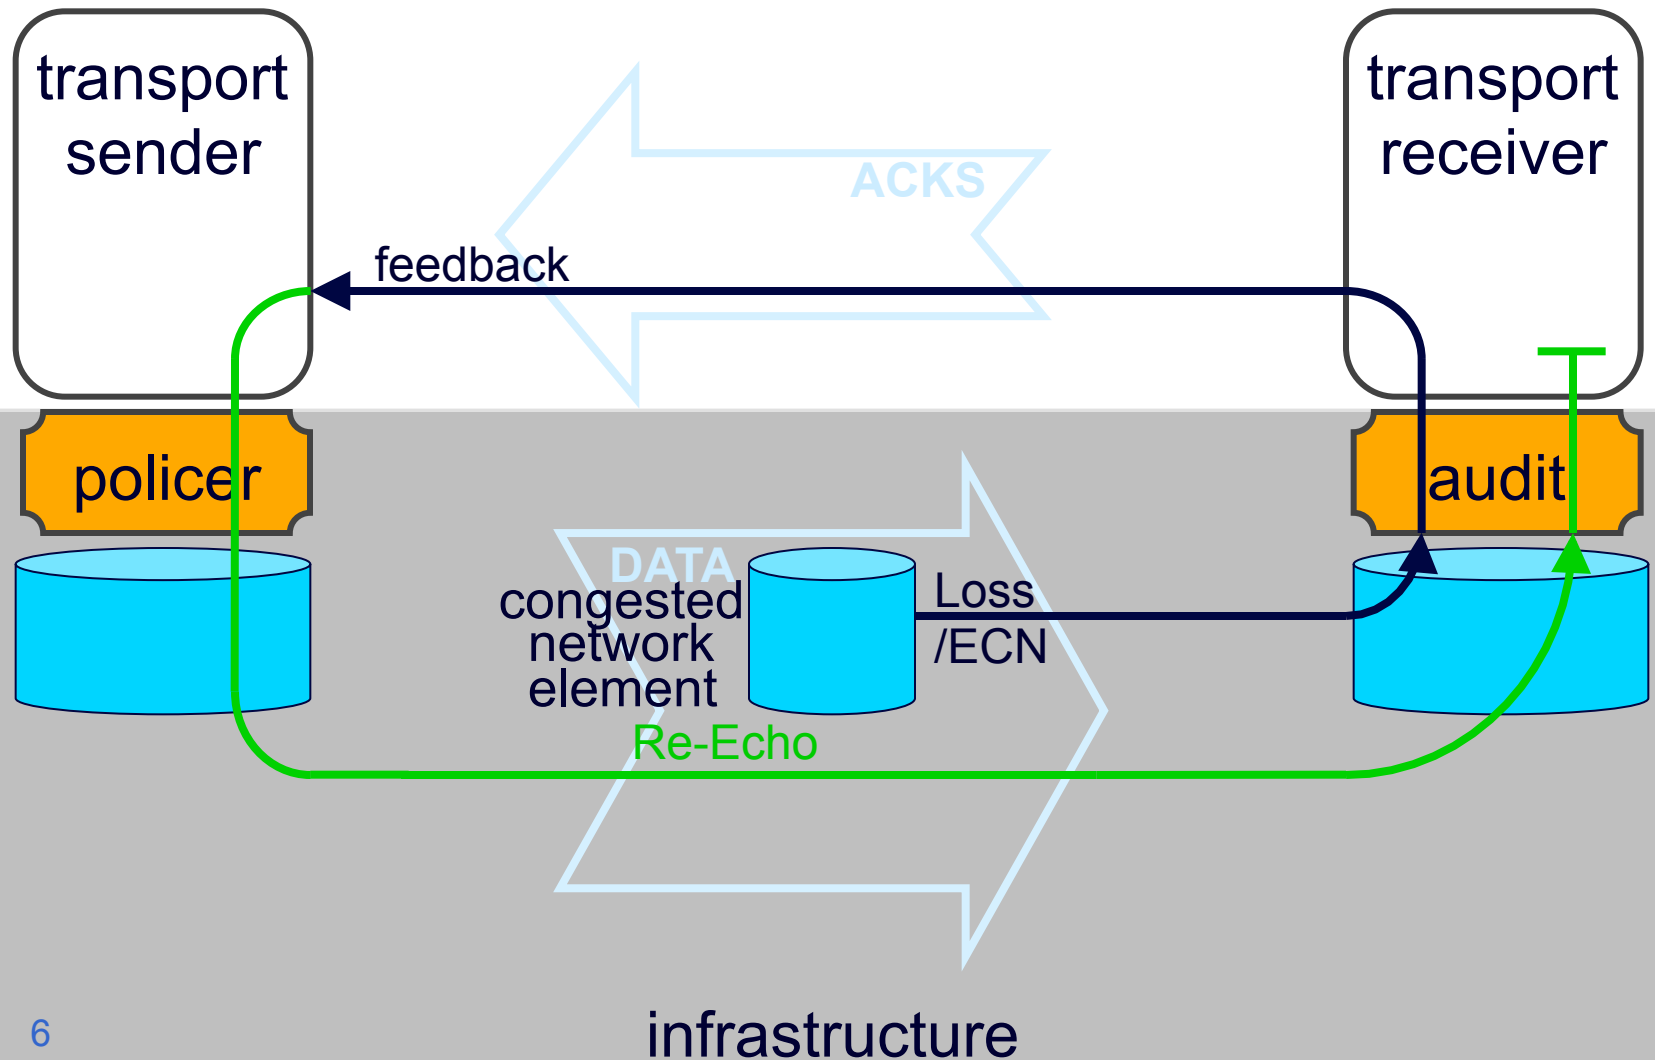 transport
sender
transport
receiver
ACKS
feedback
policer
audit
DATA
congested
network
element
Loss
/ECN
Re-Echo
6
infrastructure